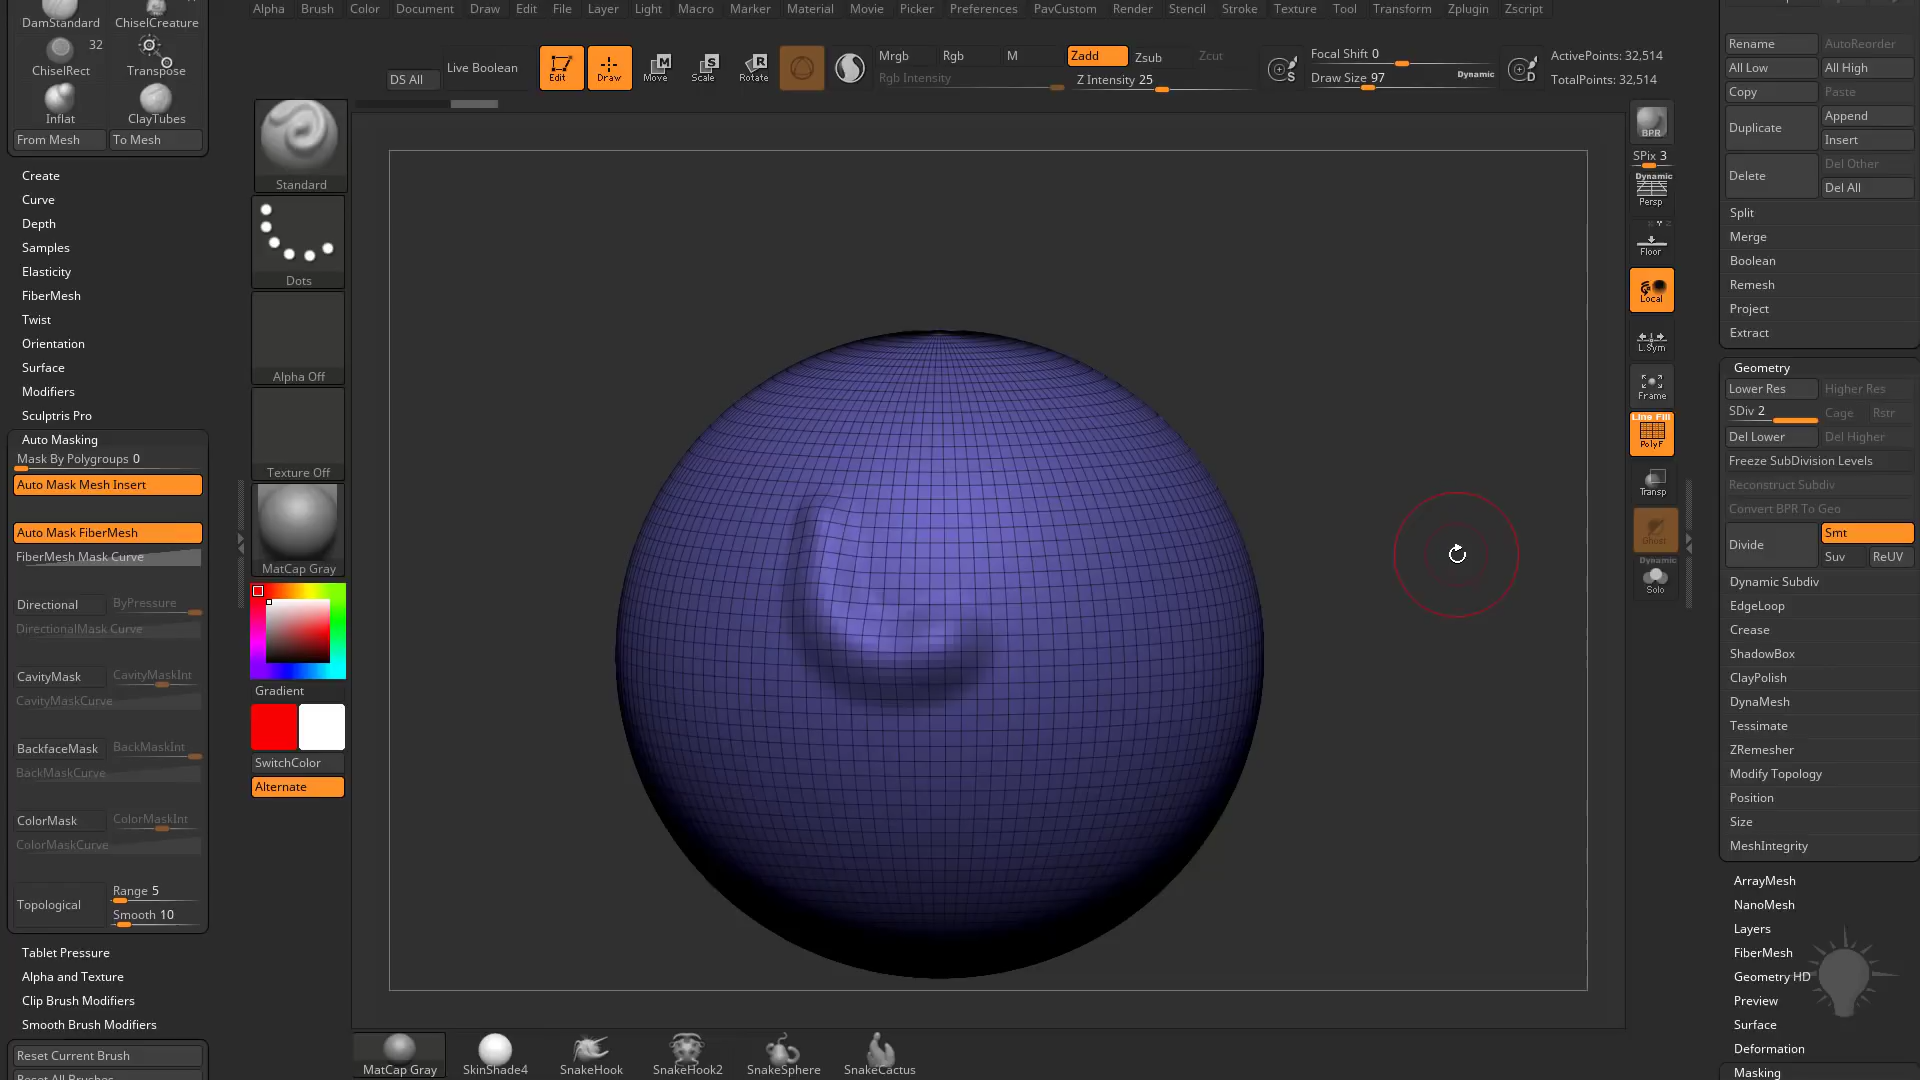 Alpha Brush Color Document Draw Edit File Layer Light Macro Marker Material Movie Picker Preferences PavCustom Render Stencil Stroke Texture Tool Transform Zplugin Zscript
DamStandard ChiselCreature
32
ChiselRect Transpose
Inflat ClayTubes
From Mesh To Mesh
Create
Curve
Depth
Samples
Elasticity
FiberMesh
Twist
Orientation
Surface
Modifiers
Sculptris Pro
Auto Masking
Mask By Polygroups 0
Auto Mask Mesh Insert
Auto Mask FiberMesh
FiberMesh Mask Curve
Directional ByPressure
DirectionalMask Curve
CavityMask CavityMaskInt
CavityMaskCurve
BackfaceMask BackMaskInt
BackMaskCurve
ColorMask ColorMaskInt
ColorMaskCurve
Topological Range 5
Smooth 10
Tablet Pressure
Alpha and Texture
Clip Brush Modifiers
Smooth Brush Modifiers
Reset Current Brush
Reset All Brushes
DS All
Live Boolean
Edit
Draw
M
Move
S
Scale
R
Rotate
Mrgb Rgb M
Rgb Intensity
Zadd Zsub Zcut
Z Intensity 25
S
Focal Shift 0
Draw Size 97 Dynamic
D
ActivePoints: 32,514
TotalPoints: 32,514
Standard
Dots
Alpha Off
Texture Off
MatCap Gray
Gradient
SwitchColor
Alternate
BPR
SPix 3
Dynamic
Persp
Floor
Local
L.Sym
Frame
Line Fill
PolyF
Transp
Ghost
Dynamic
Solo
Rename AutoReorder
All Low All High
Copy Paste
Duplicate Append
Insert
Delete Del Other
Del All
Split
Merge
Boolean
Remesh
Project
Extract
Geometry
Lower Res Higher Res
SDiv 2 Cage Rstr
Del Lower Del Higher
Freeze SubDivision Levels
Reconstruct Subdiv
Convert BPR To Geo
Divide Smt
Suv ReUV
Dynamic Subdiv
EdgeLoop
Crease
ShadowBox
ClayPolish
DynaMesh
Tessimate
ZRemesher
Modify Topology
Position
Size
MeshIntegrity
ArrayMesh
NanoMesh
Layers
FiberMesh
Geometry HD
Preview
Surface
Deformation
Masking
MatCap Gray SkinShade4 SnakeHook SnakeHook2 SnakeSphere SnakeCactus